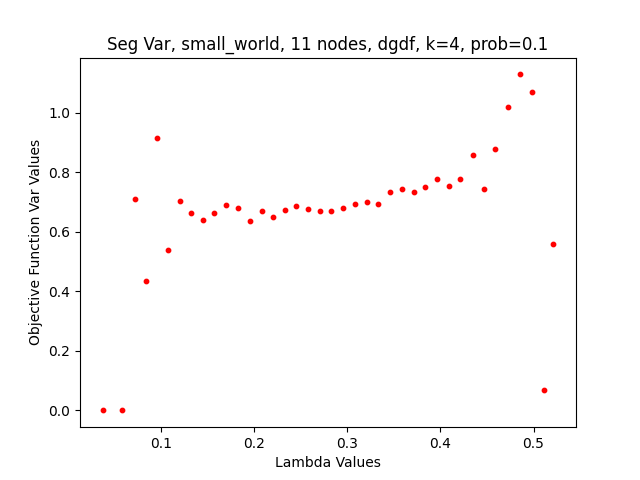 Seg Var, small_world, 11 nodes, dgdf, k=4, prob=0.1
Objective Function Var Values
1.0
0.8
0.6
0.4
0.2
0.0
0.1 0.2 0.3 0.4 0.5
Lambda Values